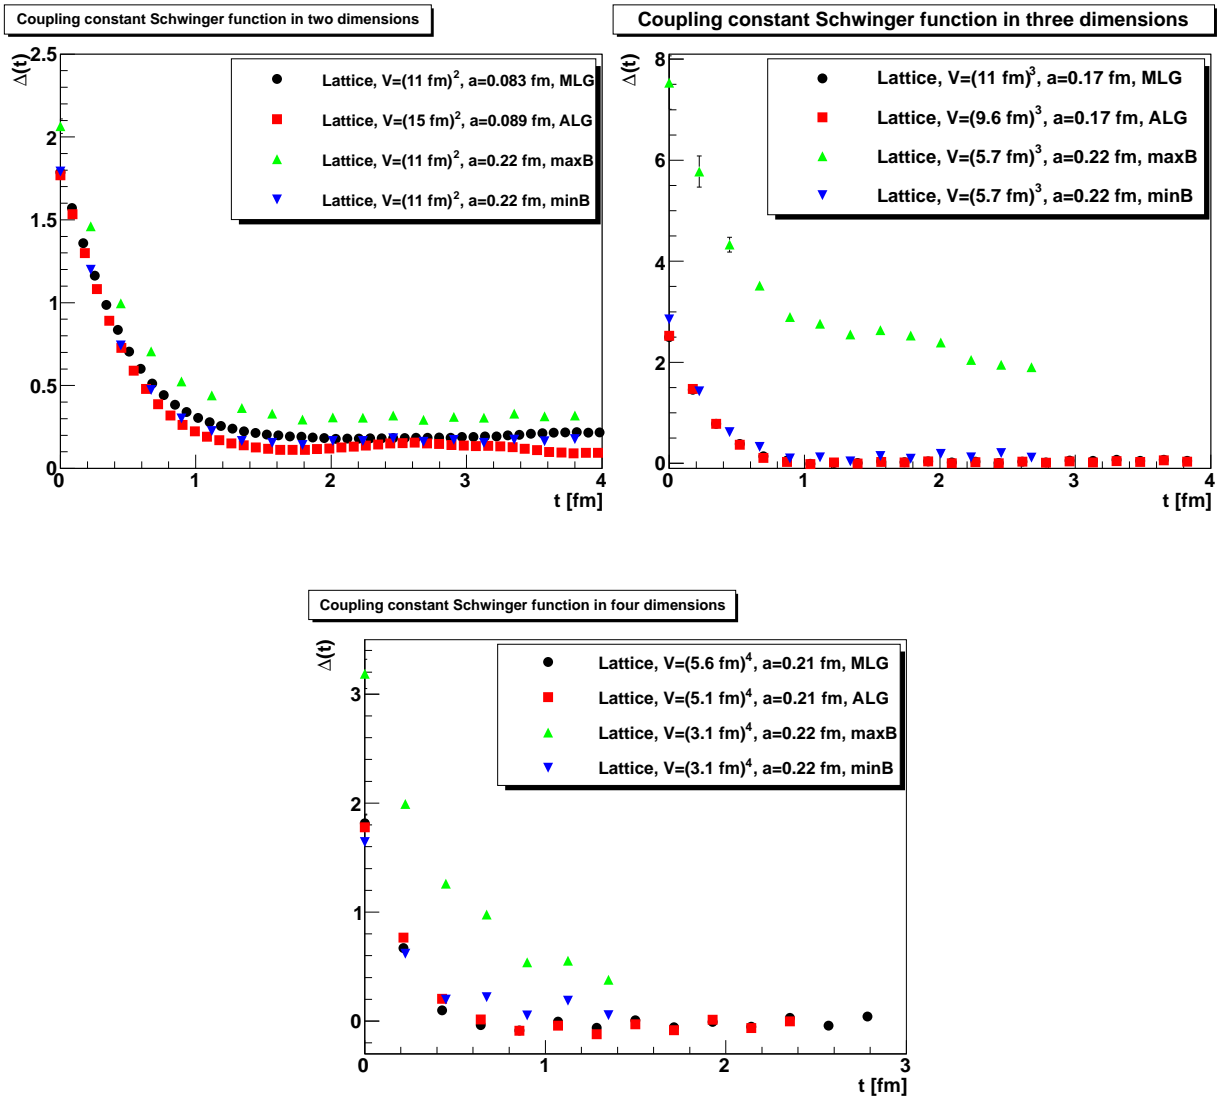 Coupling constant Schwinger function in two dimensions
Δ(t)
2.5
2
1.5
1
0.5
0
Lattice, V=(11 fm)², a=0.083 fm, MLG
Lattice, V=(15 fm)², a=0.089 fm, ALG
Lattice, V=(11 fm)², a=0.22 fm, maxB
Lattice, V=(11 fm)², a=0.22 fm, minB
0 1 2 3 4
t [fm]
Coupling constant Schwinger function in three dimensions
Δ(t)
8
6
4
2
0
Lattice, V=(11 fm)³, a=0.17 fm, MLG
Lattice, V=(9.6 fm)³, a=0.17 fm, ALG
Lattice, V=(5.7 fm)³, a=0.22 fm, maxB
Lattice, V=(5.7 fm)³, a=0.22 fm, minB
0 1 2 3 4
t [fm]
Coupling constant Schwinger function in four dimensions
Δ(t)
3
2
1
0
Lattice, V=(5.6 fm)⁴, a=0.21 fm, MLG
Lattice, V=(5.1 fm)⁴, a=0.21 fm, ALG
Lattice, V=(3.1 fm)⁴, a=0.22 fm, maxB
Lattice, V=(3.1 fm)⁴, a=0.22 fm, minB
0 1 2 3
t [fm]